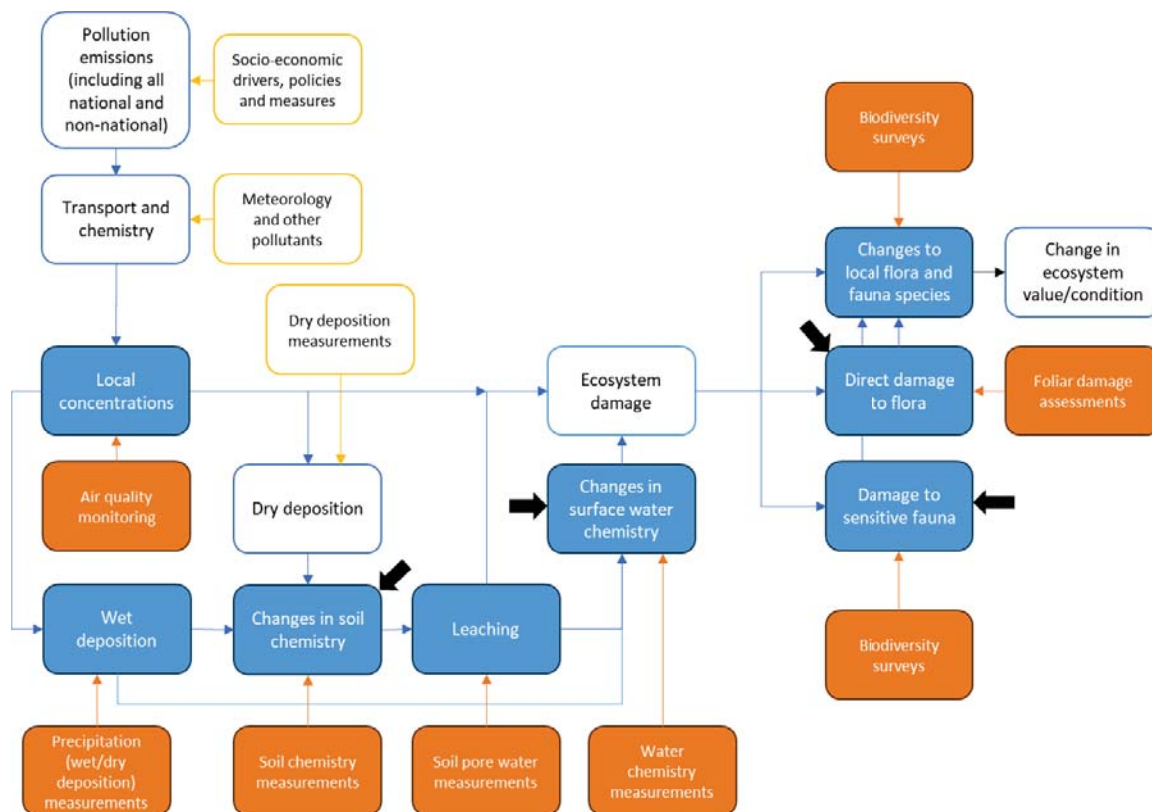 Pollution
emissions
(including all
national and
non-national)
Socio-economic
drivers, policies
and measures
Transport and
chemistry
Meteorology
and other
pollutants
Biodiversity
surveys
Changes to
local flora and
fauna species
Change in
ecosystem
value/condition
Dry deposition
measurements
Local
concentrations
Ecosystem
damage
Direct damage
to flora
Foliar damage
assessments
Air quality
monitoring
Dry deposition
Changes in
surface water
chemistry
Damage to
sensitive fauna
Wet
deposition
Changes in soil
chemistry
Leaching
Biodiversity
surveys
Precipitation
(wet/dry
deposition)
measurements
Soil chemistry
measurements
Soil pore water
measurements
Water
chemistry
measurements